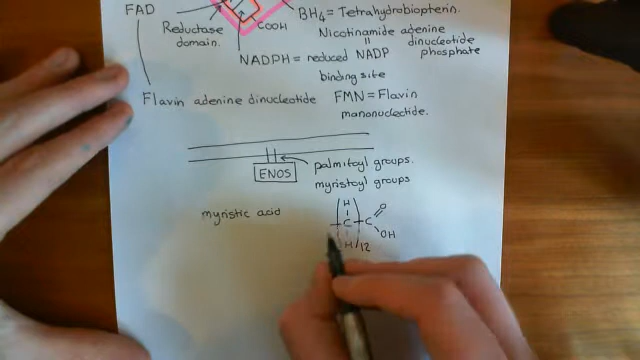 FAD
Reductase
domain.
COOH
BH4 = Tetrahydrobiopterin.
Nicotinamide adenine
=
dinucleotide
phosphate
NADPH = reduced NADP
binding site
Flavin adenine dinucleotide
FMN = Flavin
mononucleotide.
ENOS
palmitoyl groups.
myristoyl groups
myristic acid
H
C C O
OH
H 12